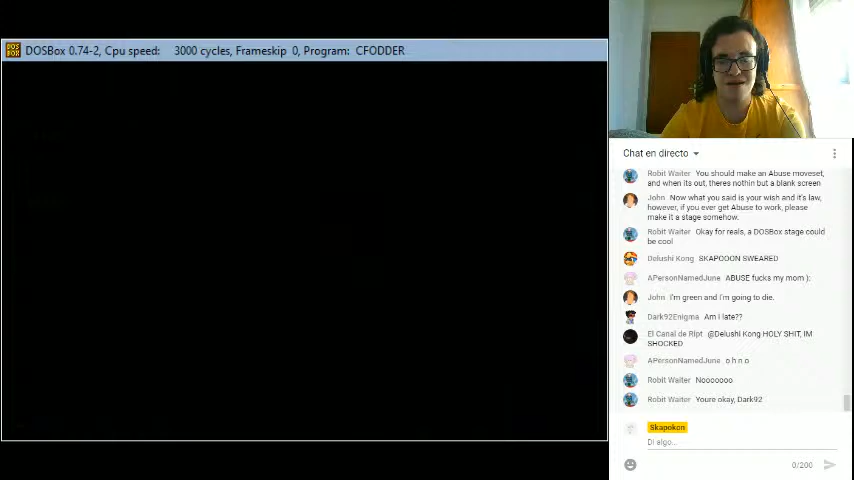 DOSBox 0.74-2, Cpu speed: 3000 cycles, Frameskip 0, Program: CFODDER
Chat en directo
Robit Waiter You should make an Abuse moveset,
and when its out, theres nothin but a blank screen
John Now what you said is your wish and it's law,
however, if you ever get Abuse to work, please
make it a stage somehow.
Robit Waiter Okay for reals, a DOSBox stage could
be cool
Delushi Kong SKAPOOON SWEARED
APersonNamedJune ABUSE fucks my mom ):
John I'm green and I'm going to die.
Dark92Enigma Am I late??
El Canal de Ript @Delushi Kong HOLY SHIT, IM
SHOCKED
APersonNamedJune o h n o
Robit Waiter Nooooooo
Robit Waiter Youre okay, Dark92
Skapokon
Di algo...
0/200